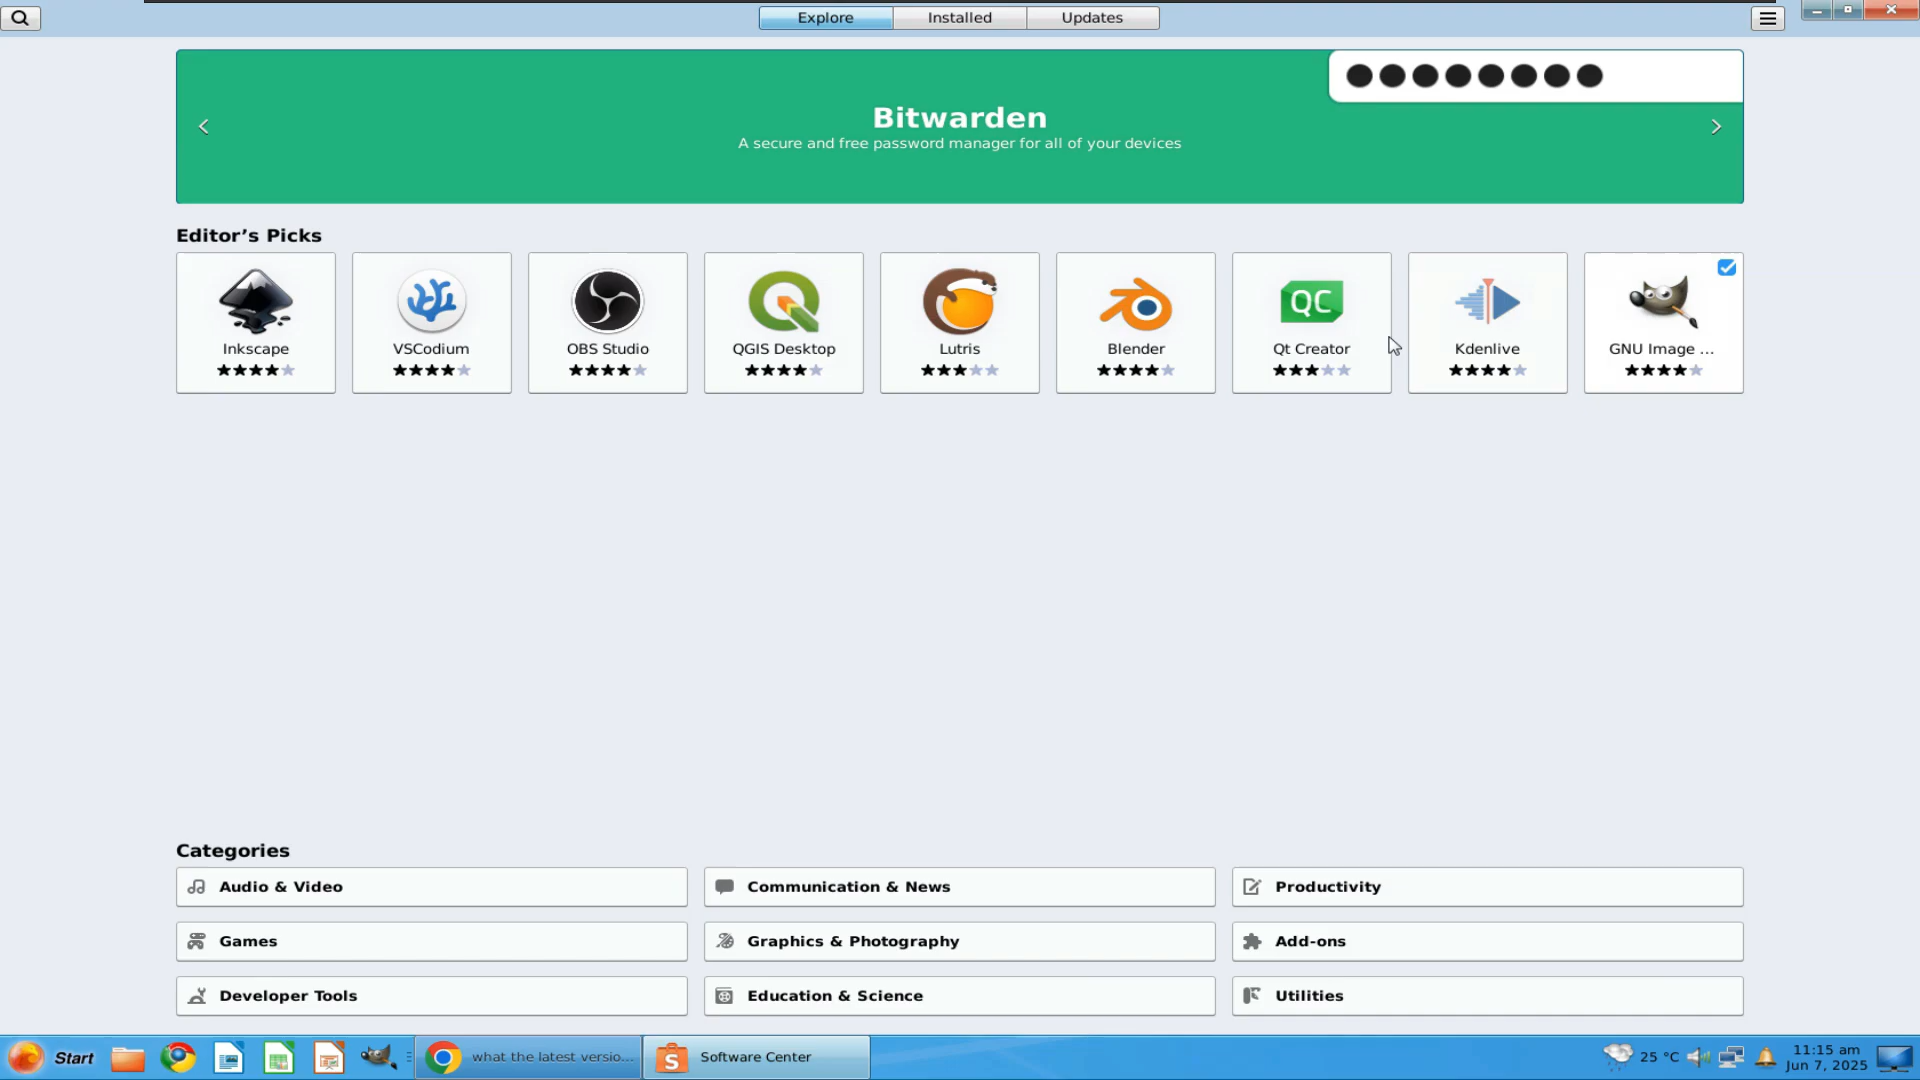 Explore Installed Updates
Bitwarden
A secure and free password manager for all of your devices
Editor’s Picks
Inkscape VSCodium OBS Studio QGIS Desktop Lutris Blender Qt Creator Kdenlive GNU Image ...
QC
Categories
Audio & Video Communication & News Productivity
Games Graphics & Photography Add-ons
Developer Tools Education & Science Utilities
Start what the latest versio... S Software Center 25 °C 11:15 am
Jun 7, 2025